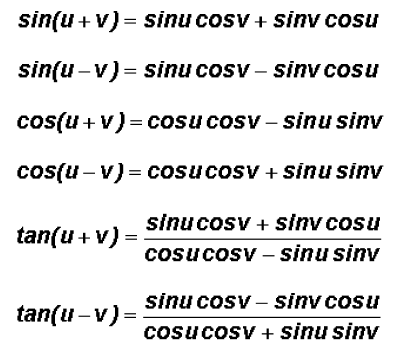 sin(u + v) = sinu cosv + sinv cosu
sin(u – v) = sinu cosv – sinv cosu
cos(u + v) = cosu cosv – sinu sinv
cos(u – v) = cosu cosv + sinu sinv
tan(u + v) = (sinu cosv + sinv cosu) / (cosu cosv – sinu sinv)
tan(u – v) = (sinu cosv – sinv cosu) / (cosu cosv + sinu sinv)